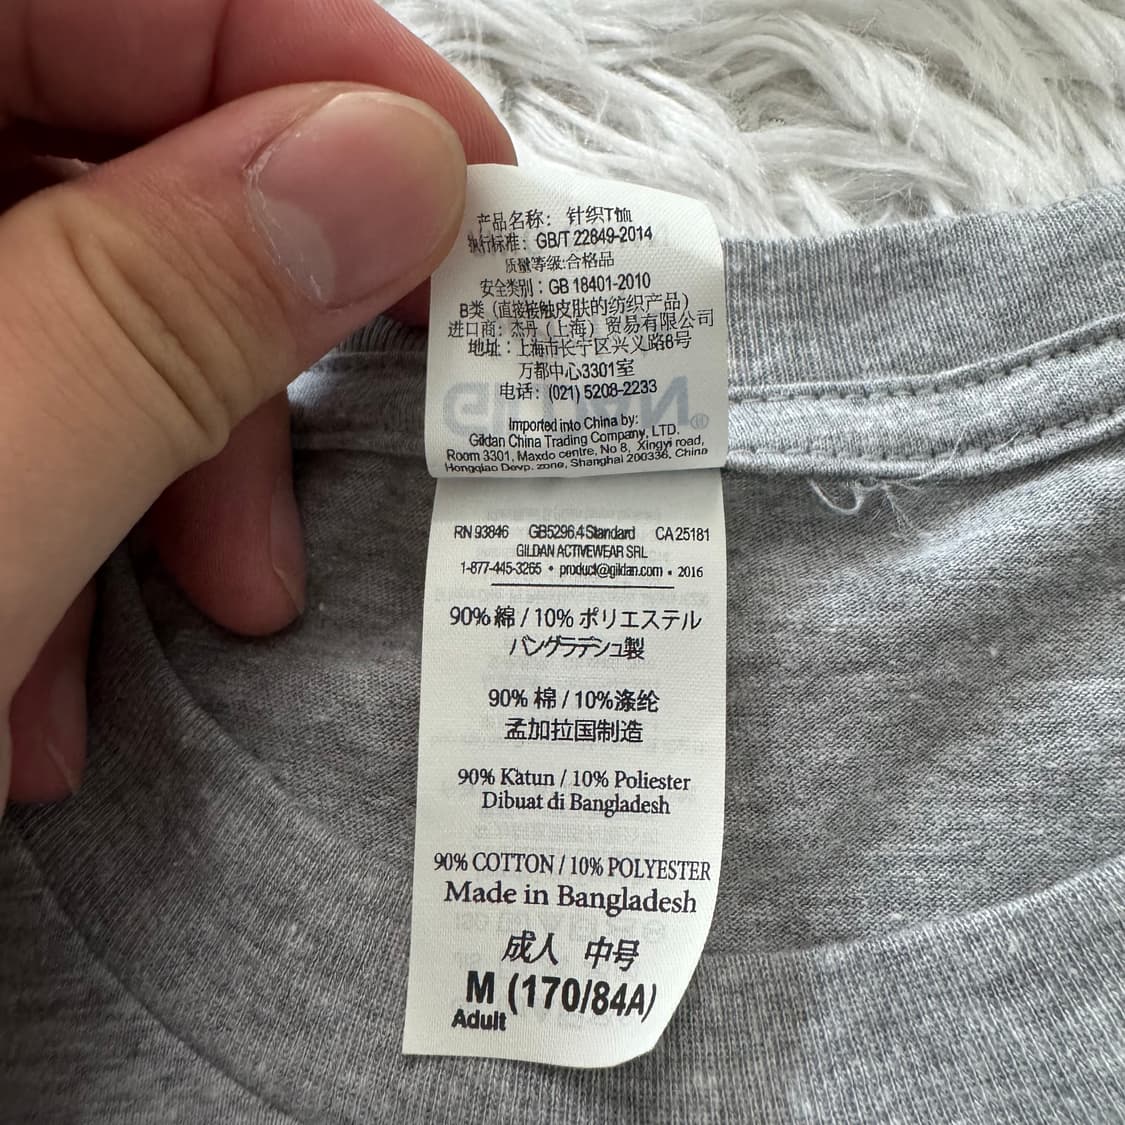 产品名称：针织T恤
执行标准：GB/T 22849-2014
质量等级:合格品
安全类别：GB 18401-2010
B类（直接接触皮肤的纺织产品）
进口商：杰丹（上海）贸易有限公司
地址：上海市长宁区兴义路8号
万都中心3301室
电话：(021) 5208-2233
Imported into China by:
Gildan China Trading Company, LTD.
Room 3301, Maxdo centre, No 8, Xingyi road,
Hongqiao Devp. zone, Shanghai 200336, China
RN 93846 GB5296.4 Standard CA 25181
GILDAN ACTIVEWEAR SRL
1-877-445-3265 • product@gildan.com • 2016
90% 綿 / 10% ポリエステル
バングラデシュ製
90% 棉 / 10%涤纶
孟加拉国制造
90% Katun / 10% Poliester
Dibuat di Bangladesh
90% COTTON / 10% POLYESTER
Made in Bangladesh
成人 中号
M (170/84A)
Adult